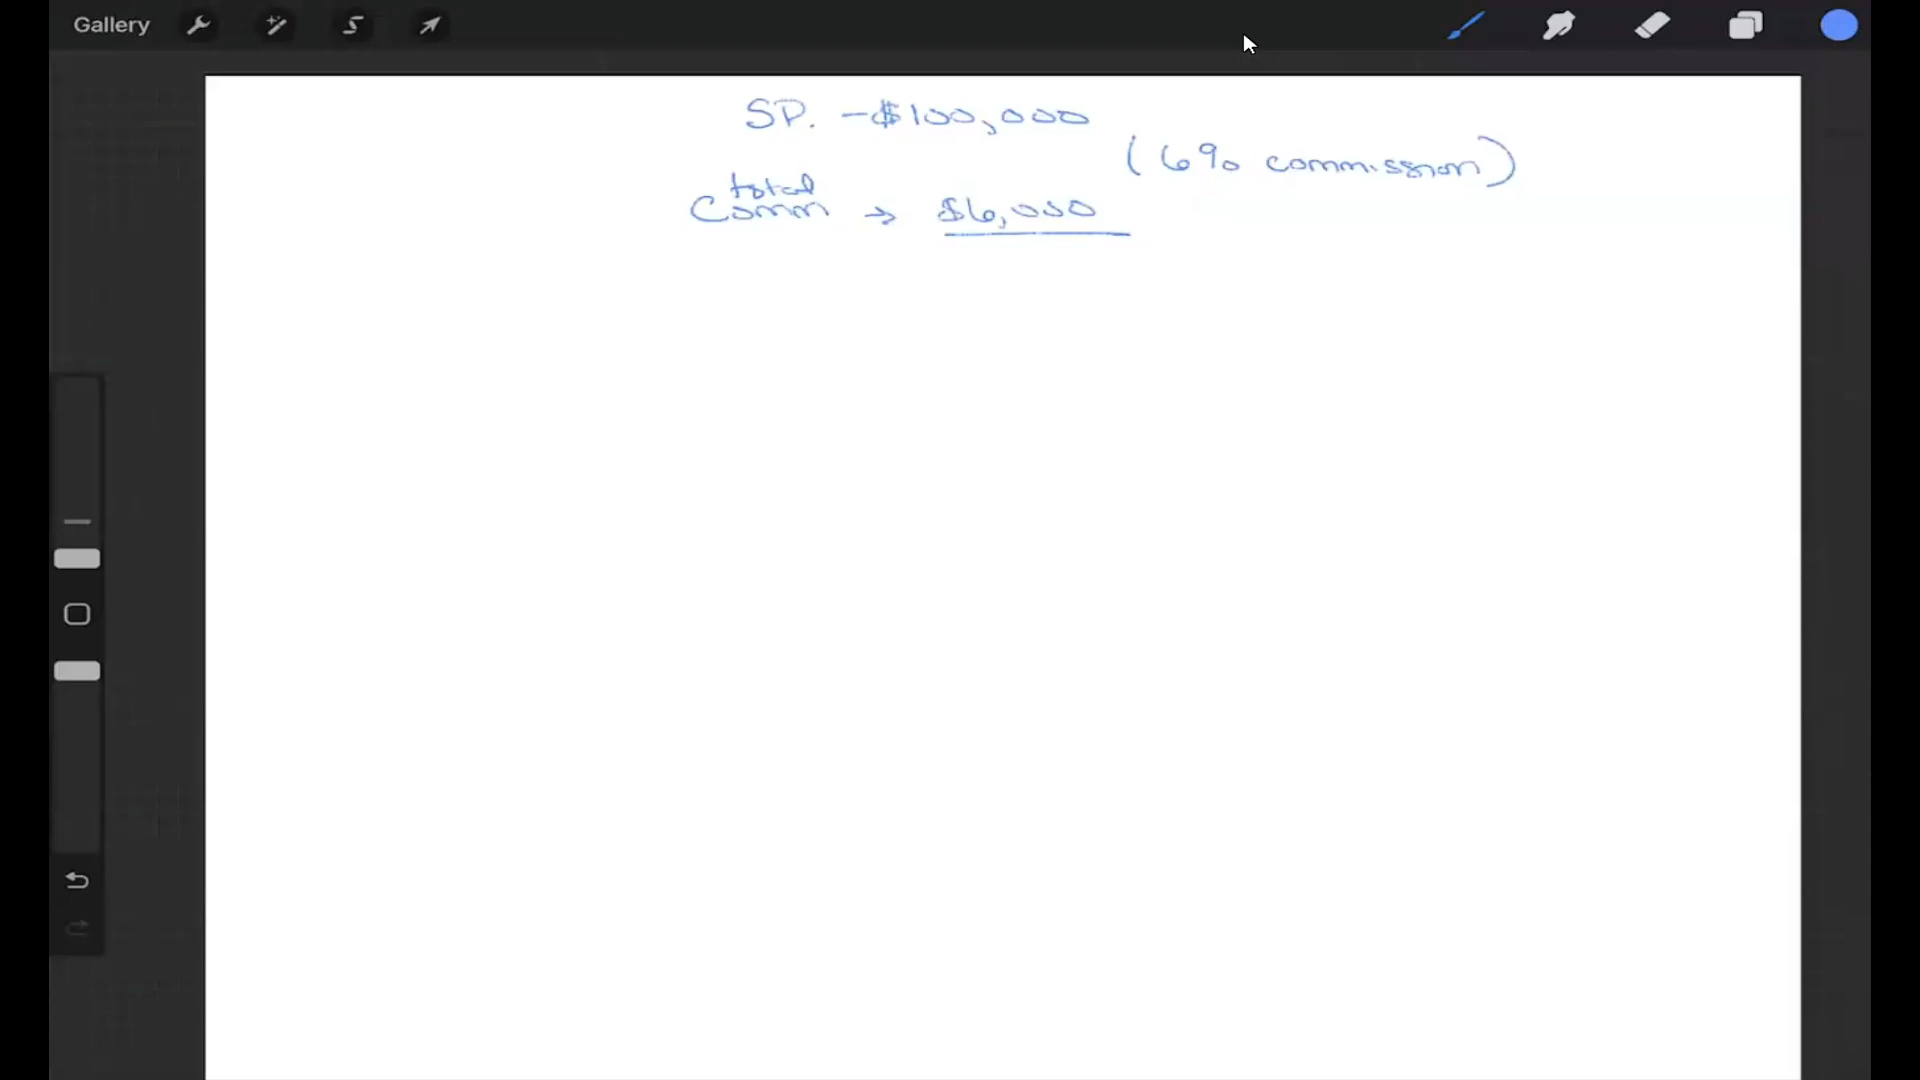 Gallery
SP. - $100,000
(6% commission)
total
Comm → $6,000